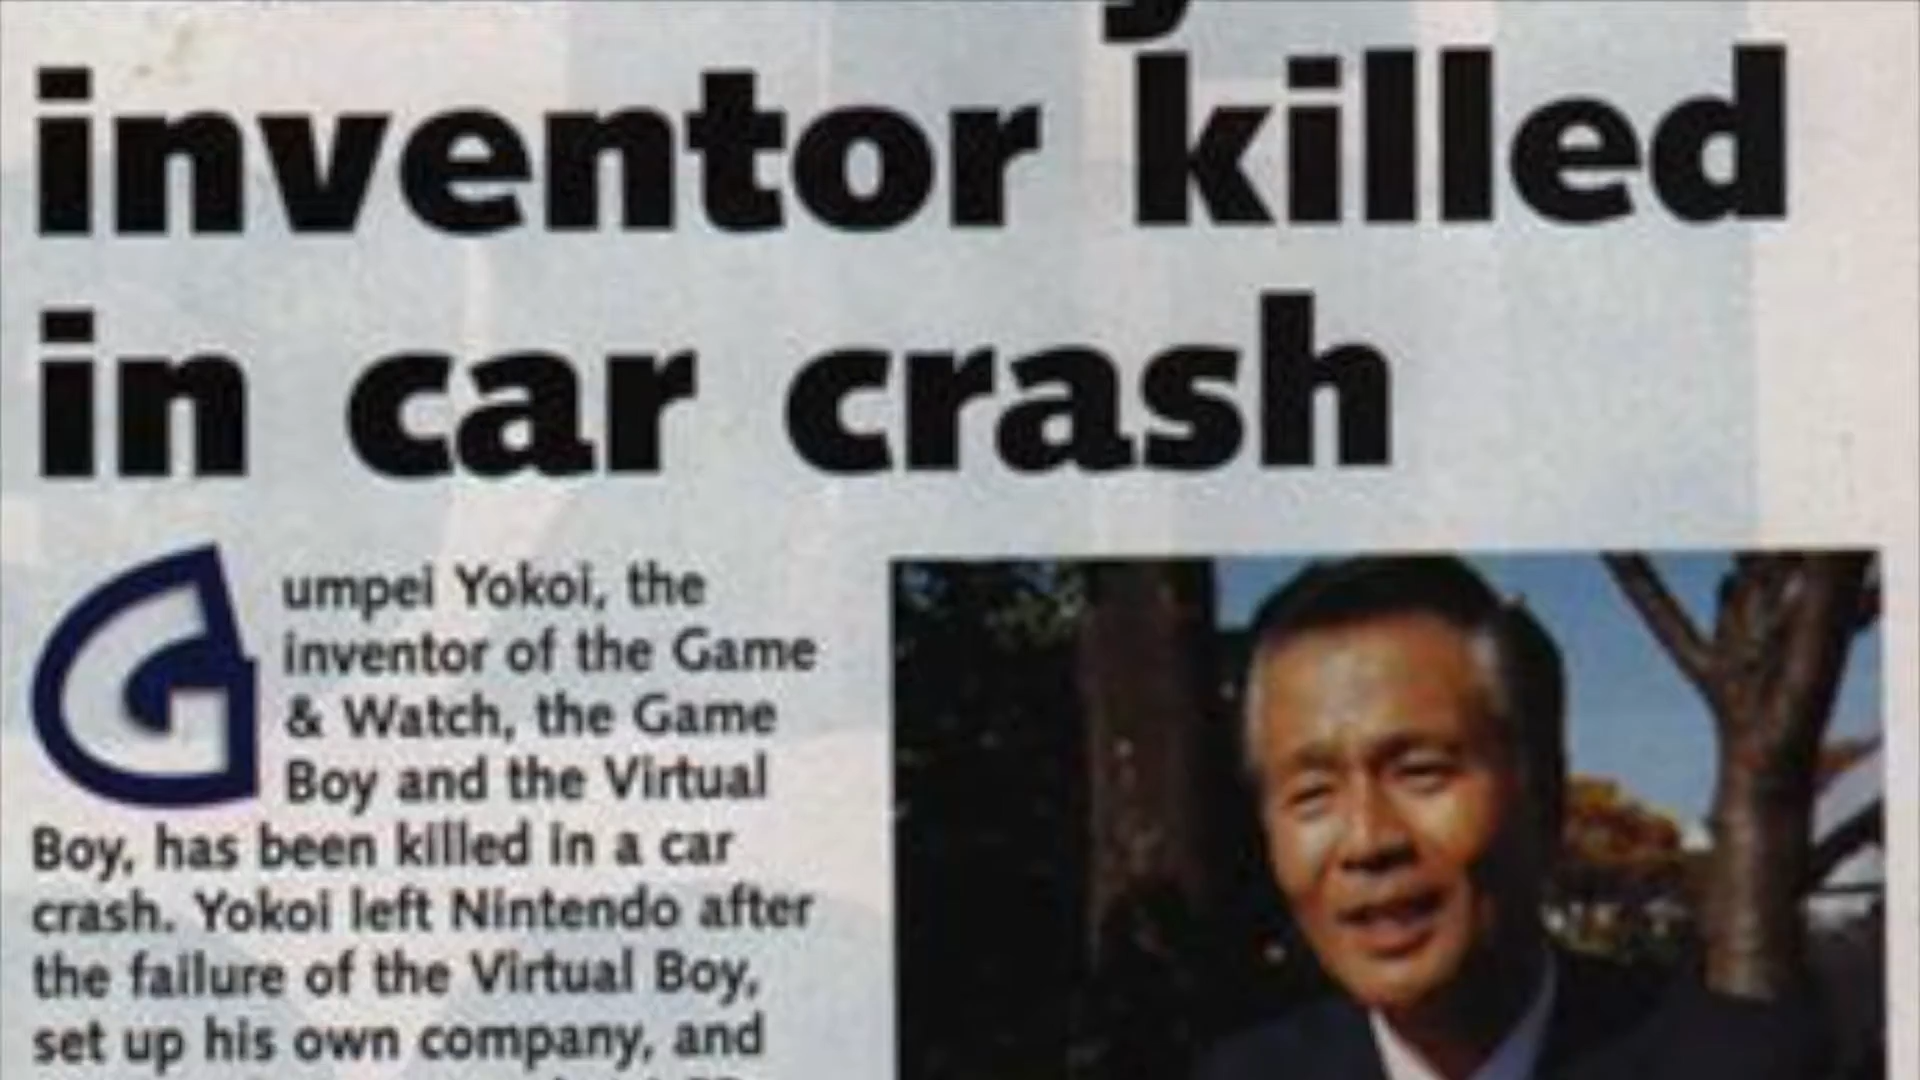 inventor killed
in car crash
Gumpei Yokoi, the
inventor of the Game
& Watch, the Game
Boy and the Virtual
Boy, has been killed in a car
crash. Yokoi left Nintendo after
the failure of the Virtual Boy,
set up his own company, and